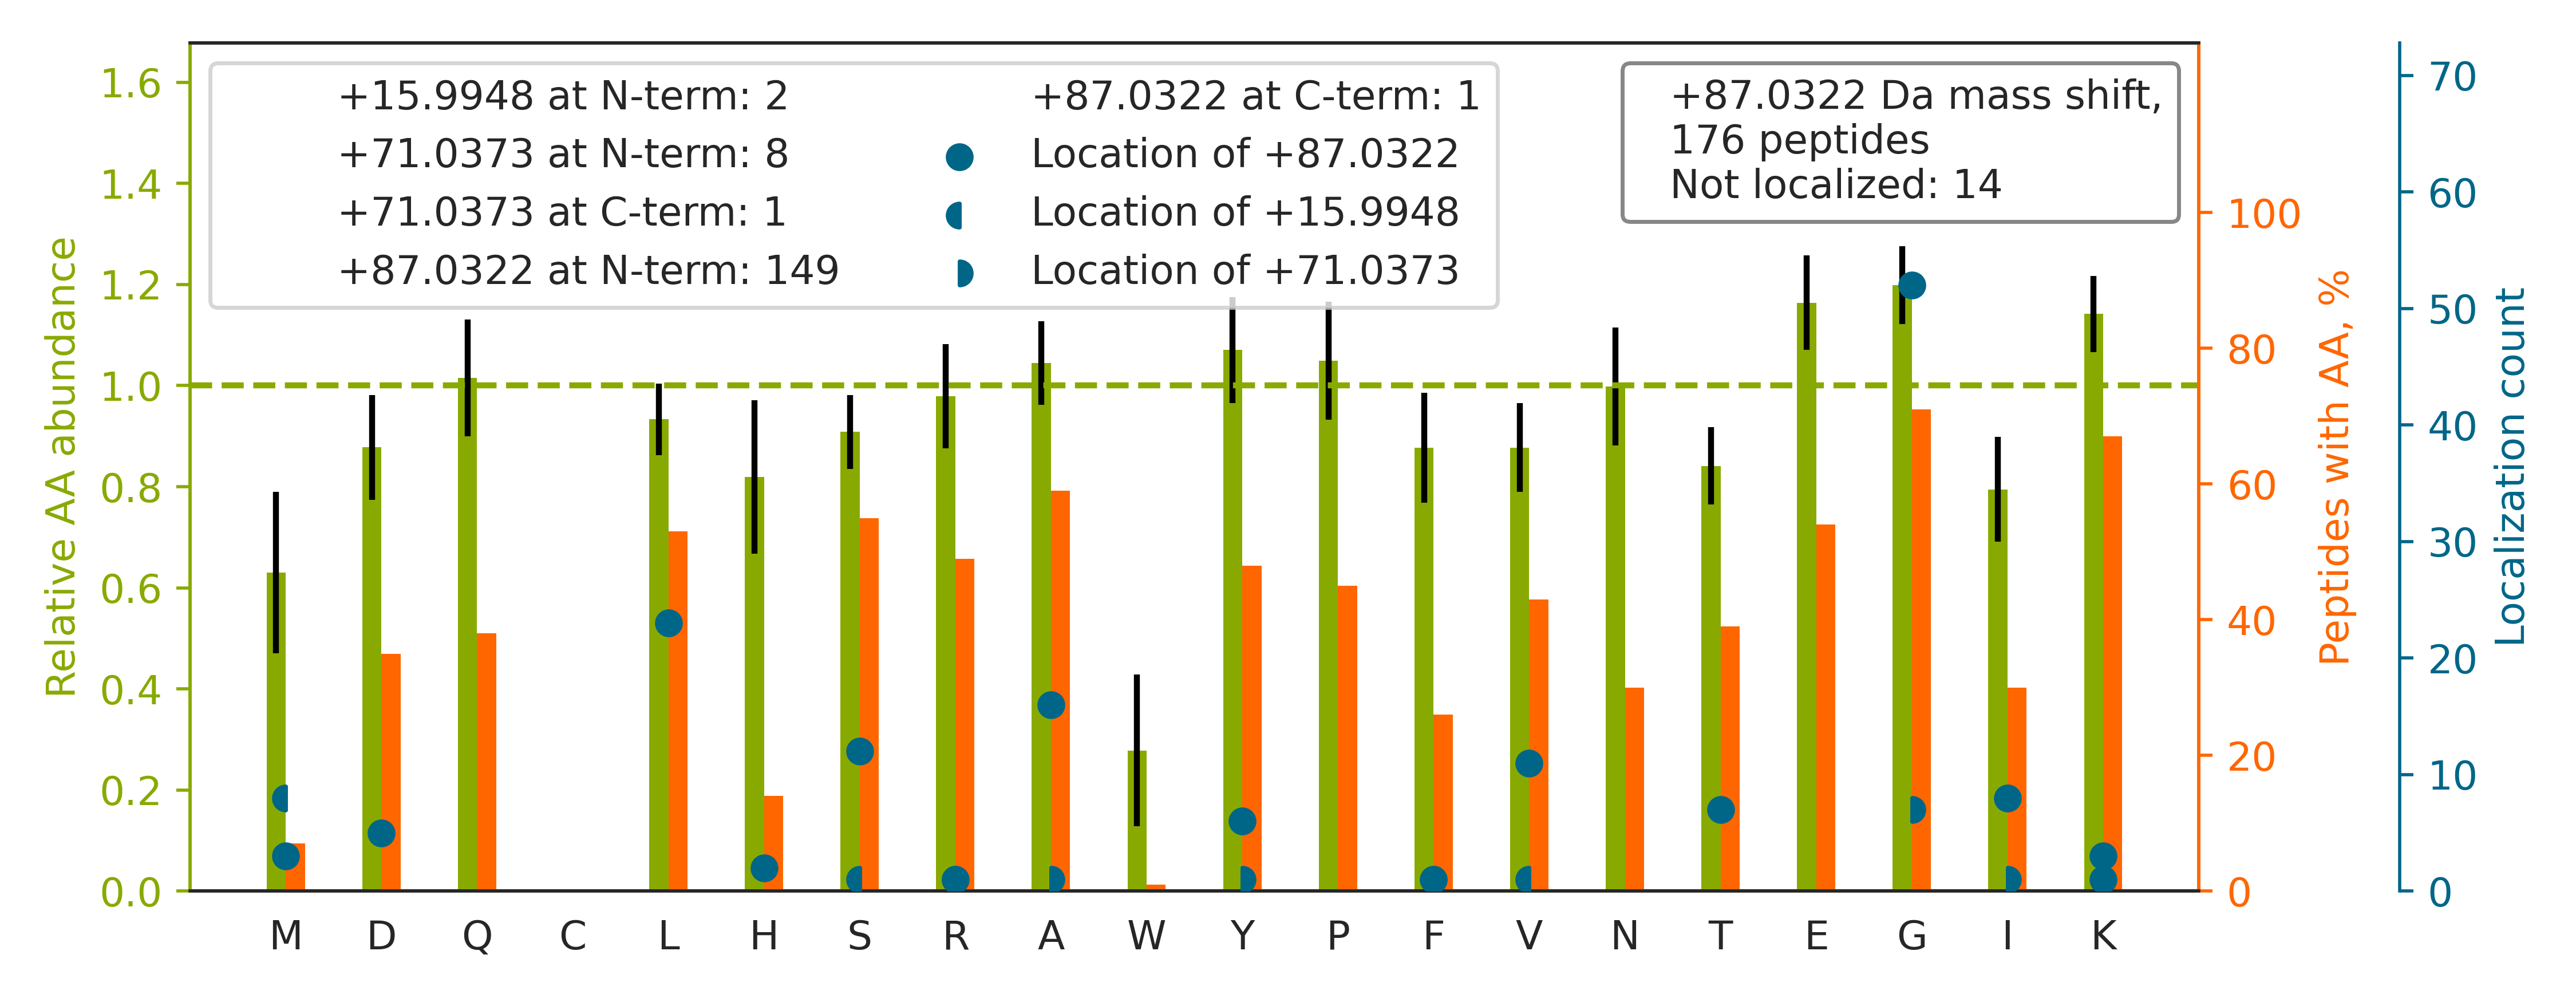 +15.9948 at N-term: 2
+71.0373 at N-term: 8
+71.0373 at C-term: 1
+87.0322 at N-term: 149
+87.0322 at C-term: 1
Location of +87.0322
Location of +15.9948
Location of +71.0373
+87.0322 Da mass shift,
176 peptides
Not localized: 14
Relative AA abundance
1.6
1.4
1.2
1.0
0.8
0.6
0.4
0.2
0.0
M D Q C L H S R A W Y P F V N T E G I K
100
80
60
40
20
0
Peptides with AA, %
70
60
50
40
30
20
10
0
Localization count